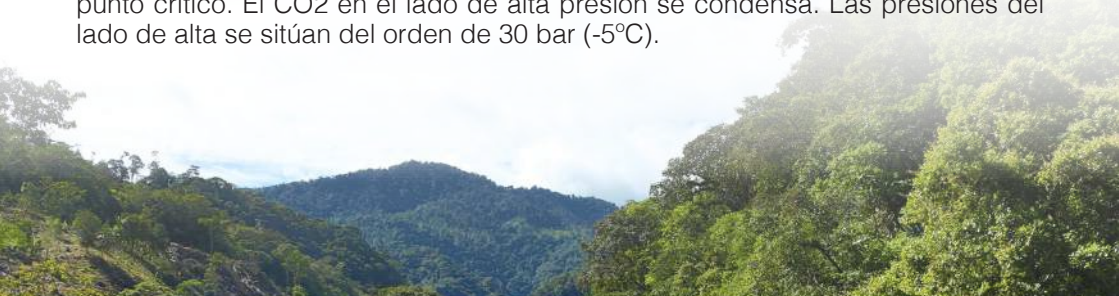 punto crítico. El CO2 en el lado de alta presión se condensa. Las presiones del
lado de alta se sitúan del orden de 30 bar (-5ºC).